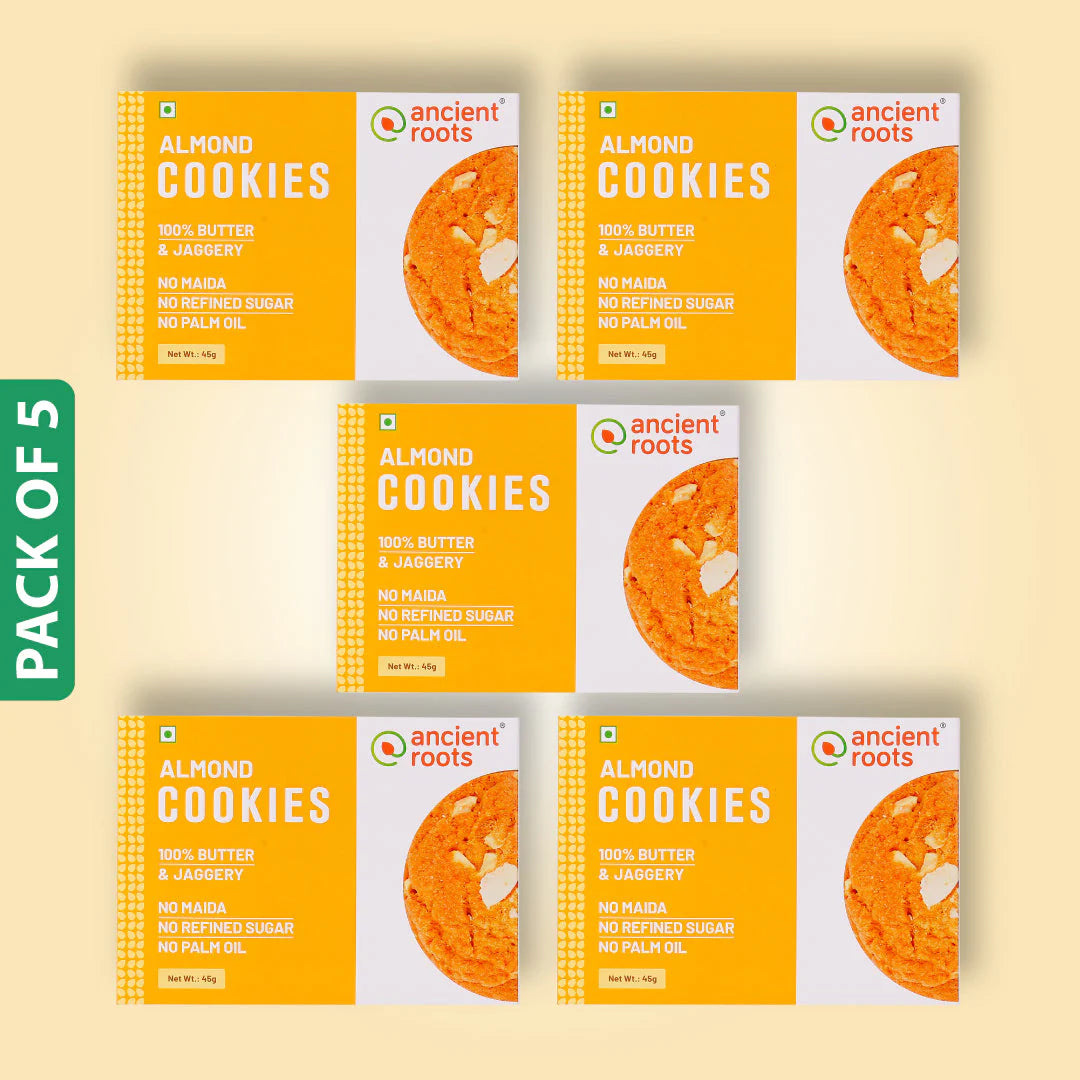 PACK OF 5
ALMOND
COOKIES
100% BUTTER
& JAGGERY
NO MAIDA
NO REFINED SUGAR
NO PALM OIL
Net Wt.: 45g
ancient®
roots
ALMOND
COOKIES
100% BUTTER
& JAGGERY
NO MAIDA
NO REFINED SUGAR
NO PALM OIL
Net Wt.: 45g
ancient®
roots
ALMOND
COOKIES
100% BUTTER
& JAGGERY
NO MAIDA
NO REFINED SUGAR
NO PALM OIL
Net Wt.: 45g
ancient®
roots
ALMOND
COOKIES
100% BUTTER
& JAGGERY
NO MAIDA
NO REFINED SUGAR
NO PALM OIL
Net Wt.: 45g
ancient®
roots
ALMOND
COOKIES
100% BUTTER
& JAGGERY
NO MAIDA
NO REFINED SUGAR
NO PALM OIL
Net Wt.: 45g
ancient®
roots